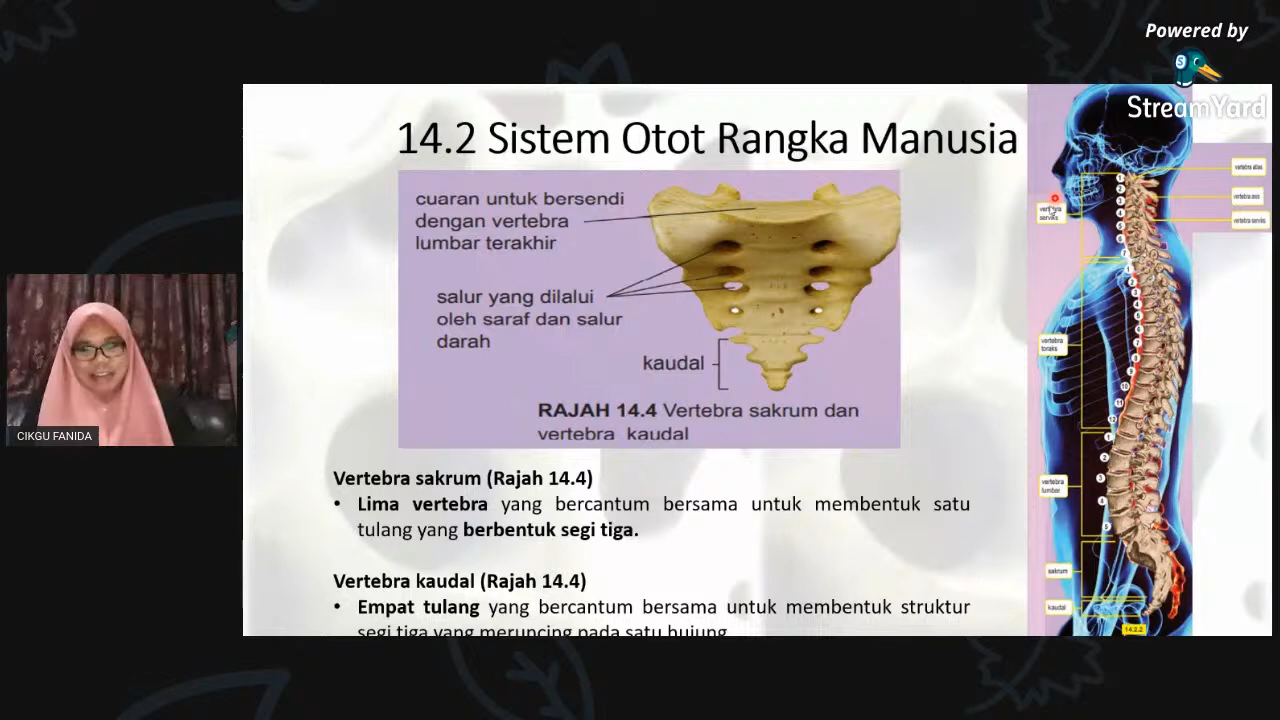 Powered by
StreamYard
14.2 Sistem Otot Rangka Manusia
cuaran untuk bersendi
dengan vertebra
lumbar terakhir
salur yang dilalui
oleh saraf dan salur
darah
kaudal
RAJAH 14.4 Vertebra sakrum dan
vertebra kaudal
Vertebra sakrum (Rajah 14.4)
• Lima vertebra yang bercantum bersama untuk membentuk satu
tulang yang berbentuk segi tiga.
Vertebra kaudal (Rajah 14.4)
• Empat tulang yang bercantum bersama untuk membentuk struktur
segi tiga yang meruncing pada satu hujung
vertebra atlas
vertebra axis
vertebra serviks
vertebra
serviks
vertebra
toraks
vertebra
lumbar
sakrum
kaudal
14.2.2
CIKGU FANIDA